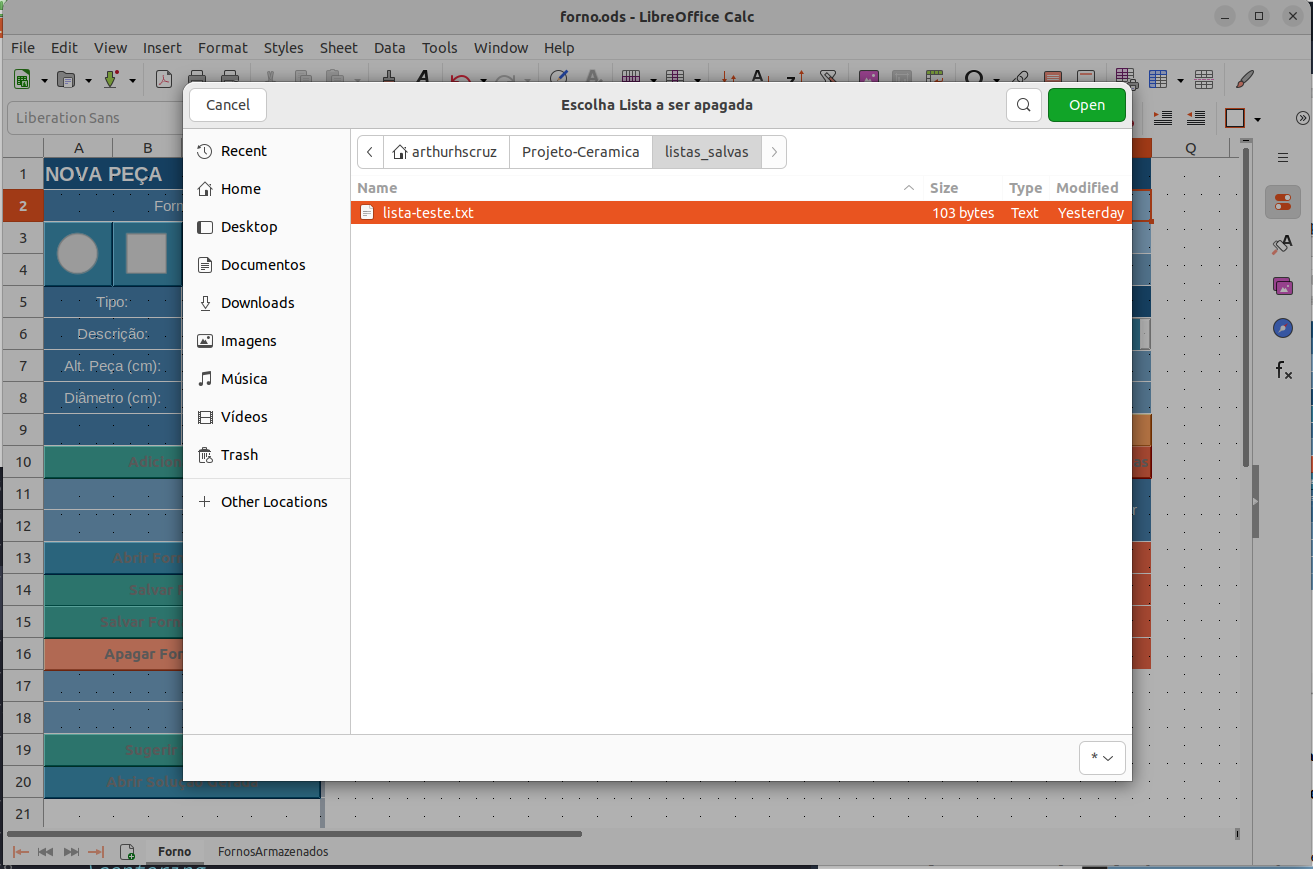 forno.ods - LibreOffice Calc
File Edit View Insert Format Styles Sheet Data Tools Window Help
Cancel
Escolha Lista a ser apagada
Open
Liberation Sans
Recent
Home
Desktop
Documentos
Downloads
Imagens
Música
Vídeos
Trash
Other Locations
arthurhscruz Projeto-Ceramica listas_salvas
Name Size Type Modified
lista-teste.txt 103 bytes Text Yesterday
*
A B Q
1 NOVA PEÇA
2 Form
3
4
5 Tipo:
6 Descrição:
7 Alt. Peça (cm):
8 Diâmetro (cm):
9
10 Adicion
11
12
13 Abrir Forn
14 Salvar F
15 Salvar Forn
16 Apagar For
17
18
19 Sugerir
20 Abrir Solu
21
as
r
Forno FornosArmazenados